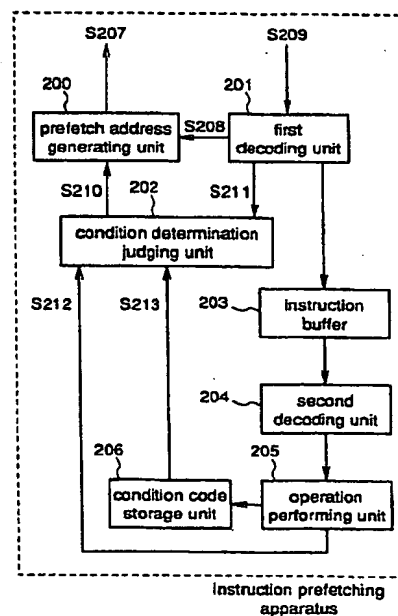 S207
S209
200
201
prefetch address
generating unit
S208
first
decoding unit
S210
202
S211
condition determination
judging unit
S212
S213
203
instruction
buffer
204
second
decoding unit
206
205
condition code
storage unit
operation
performing unit
Instruction prefetching
apparatus